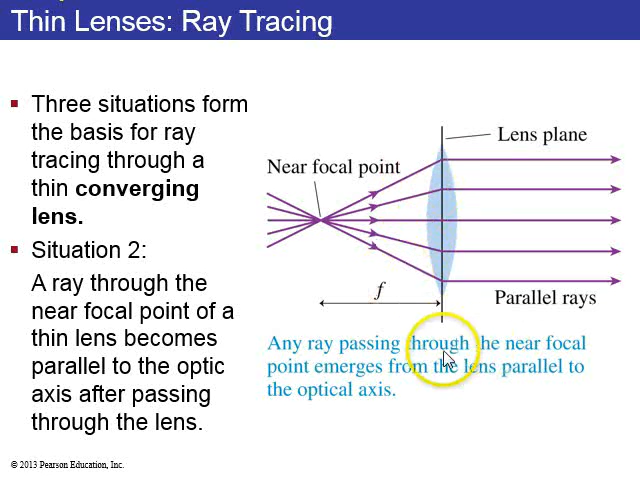 Thin Lenses: Ray Tracing
▪ Three situations form
the basis for ray
tracing through a
thin converging
lens.
▪ Situation 2:
A ray through the
near focal point of a
thin lens becomes
parallel to the optic
axis after passing
through the lens.
Lens plane
Near focal point
f
Parallel rays
Any ray passing through the near focal
point emerges from the lens parallel to
the optical axis.
© 2013 Pearson Education, Inc.